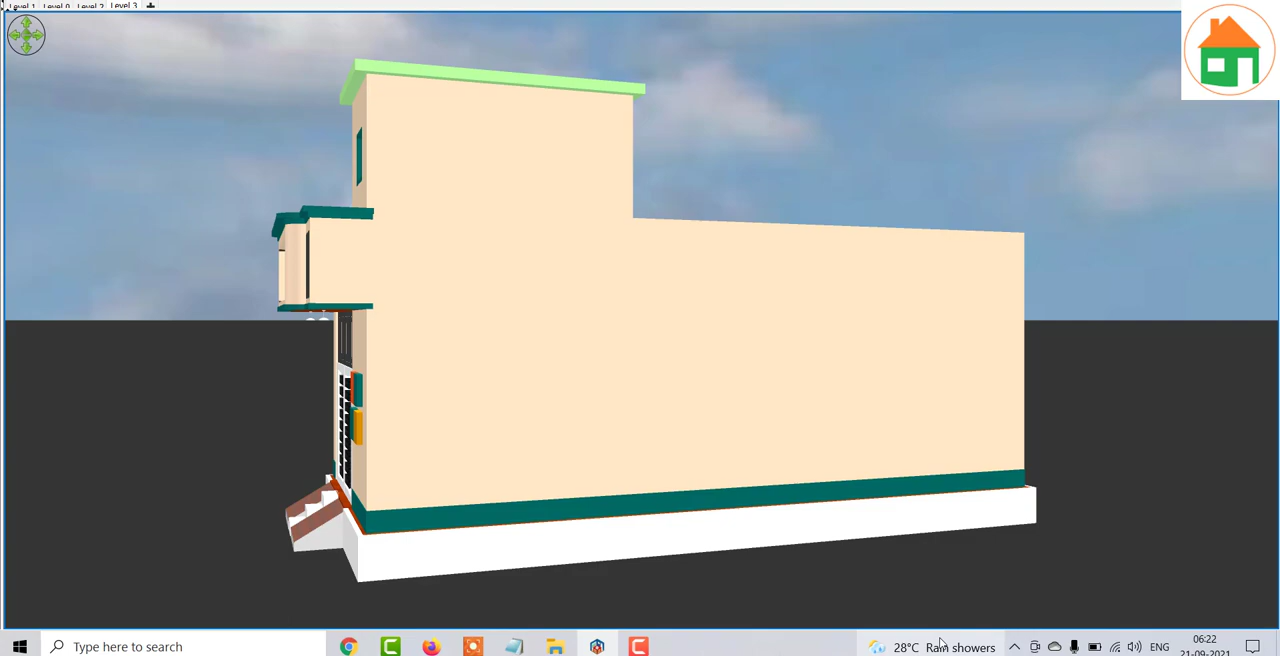 Level 1 Level 0 Level 2 Level 3
Type here to search
28°C Rain showers
ENG
06:22
21-09-2021